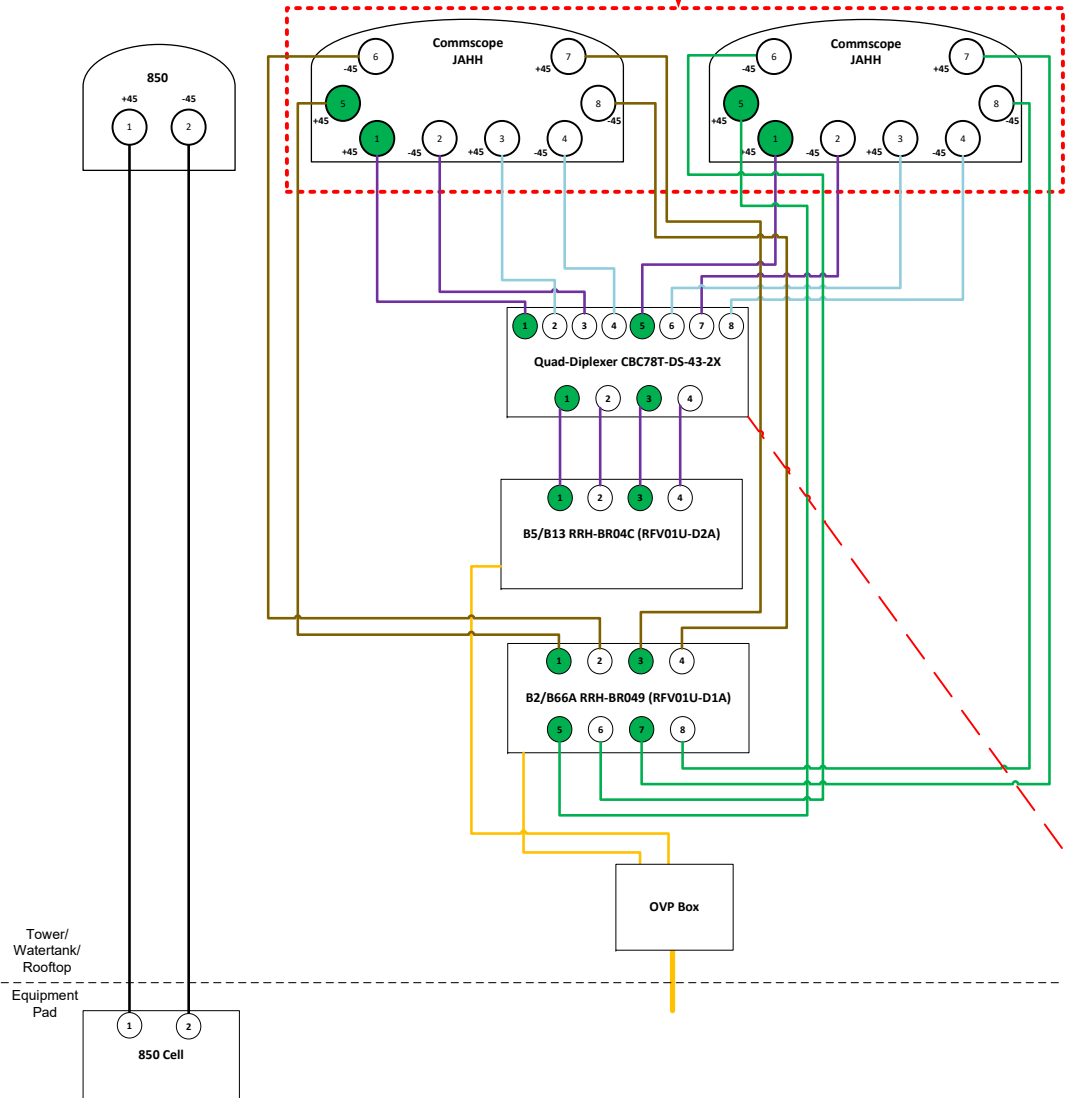 850
+45
-45
1
2
Commscope
JAHH
6
-45
7
+45
5
+45
8
-45
1
+45
2
-45
3
+45
4
-45
Commscope
JAHH
6
-45
7
+45
5
+45
8
-45
1
+45
2
-45
3
+45
4
-45
1 2 3 4 5 6 7 8
Quad-Diplexer CBC78T-DS-43-2X
1 2 3 4
1 2 3 4
B5/B13 RRH-BR04C (RFV01U-D2A)
1 2 3 4
B2/B66A RRH-BR049 (RFV01U-D1A)
5 6 7 8
OVP Box
Tower/
Watertank/
Rooftop
Equipment
Pad
1 2
850 Cell